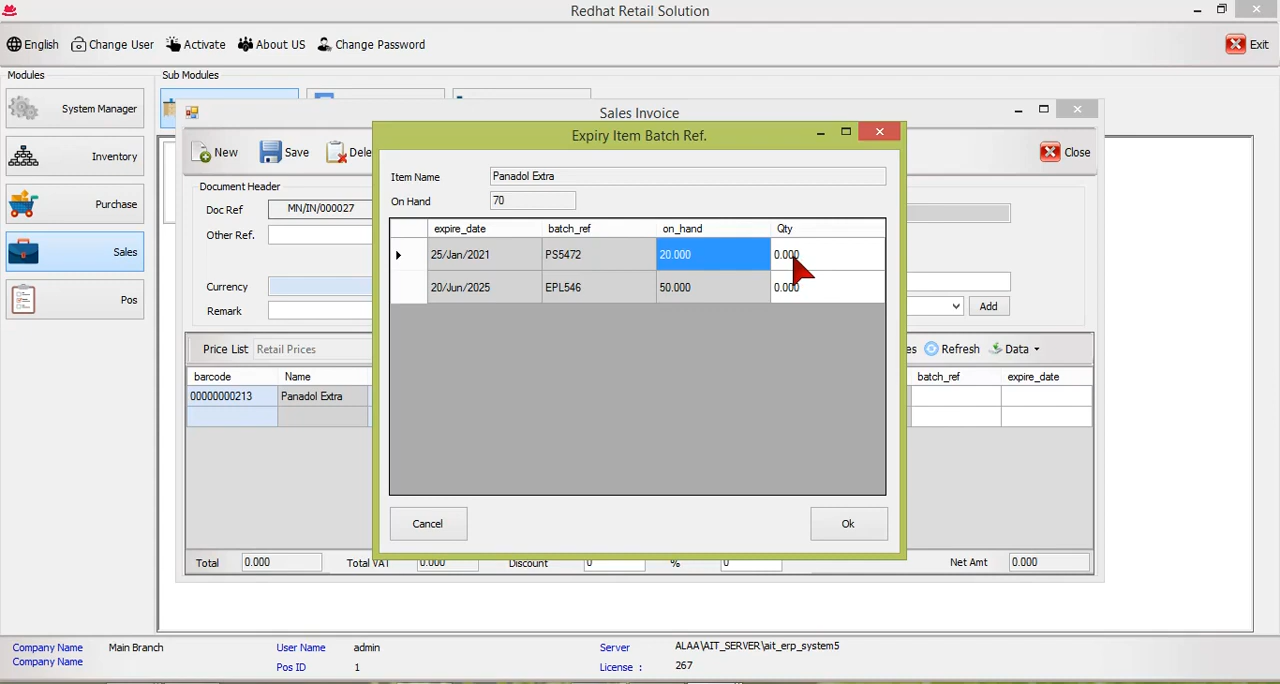 Redhat Retail Solution
English Change User Activate About US Change Password Exit
Modules Sub Modules
System Manager
Inventory
Purchase
Sales
Pos
Sales Invoice
New Save Dele Close
Document Header
Doc Ref MN/IN/000027
Other Ref.
Currency
Remark
Add
Price List Retail Prices es Refresh Data
barcode Name batch_ref expire_date
00000000213 Panadol Extra
Total 0.000 Total VAT 0.000 Discount 0 % 0 Net Amt 0.000
Expiry Item Batch Ref.
Item Name Panadol Extra
On Hand 70
expire_date batch_ref on_hand Qty
25/Jan/2021 PS5472 20.000 0.000
20/Jun/2025 EPL546 50.000 0.000
Cancel Ok
Company Name Main Branch User Name admin Server ALAA\AIT_SERVER\ait_erp_system5
Company Name Pos ID 1 License : 267